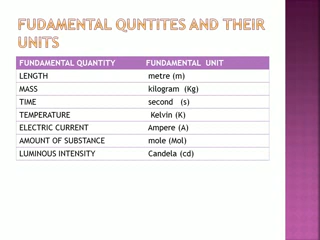 FUDAMENTAL QUNTITES AND THEIR
UNITS
FUNDAMENTAL QUANTITY FUNDAMENTAL UNIT
LENGTH metre (m)
MASS kilogram (Kg)
TIME second (s)
TEMPERATURE Kelvin (K)
ELECTRIC CURRENT Ampere (A)
AMOUNT OF SUBSTANCE mole (Mol)
LUMINOUS INTENSITY Candela (cd)